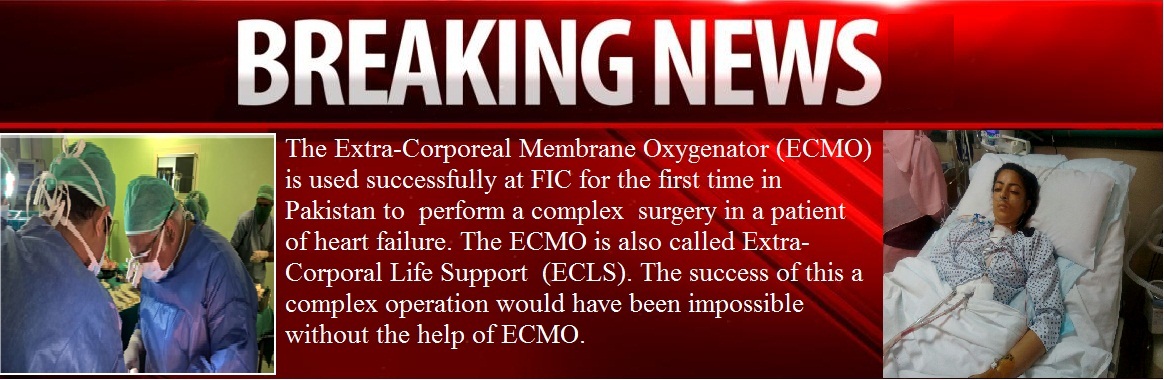 BREAKING NEWS
The Extra-Corporeal Membrane Oxygenator (ECMO)
is used successfully at FIC for the first time in
Pakistan to  perform a complex  surgery in a patient
of heart failure. The ECMO is also called Extra-
Corporal Life Support  (ECLS). The success of this a
complex operation would have been impossible
without the help of ECMO.